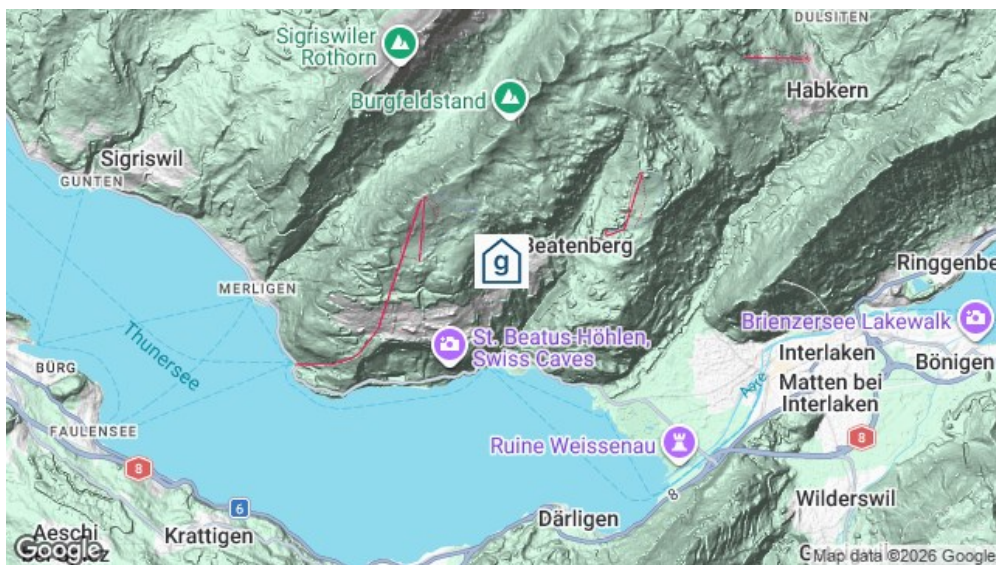 DULSITEN
Sigriswiler
Rothorn
Habkern
Burgfeldstand
Sigriswil
GUNTEN
g
Beatenberg
Ringgenbe
MERLIGEN
Brienzersee Lakewalk
Thunersee
St. Beatus-Höhlen,
Swiss Caves
Interlaken
Bönigen
BÜRG
Aare
Matten bei
Interlaken
FAULENSEE
Ruine Weissenau
8
8
8
6
Wilderswil
Därligen
Krattigen
Aeschi
Google
Map data ©2026 Google